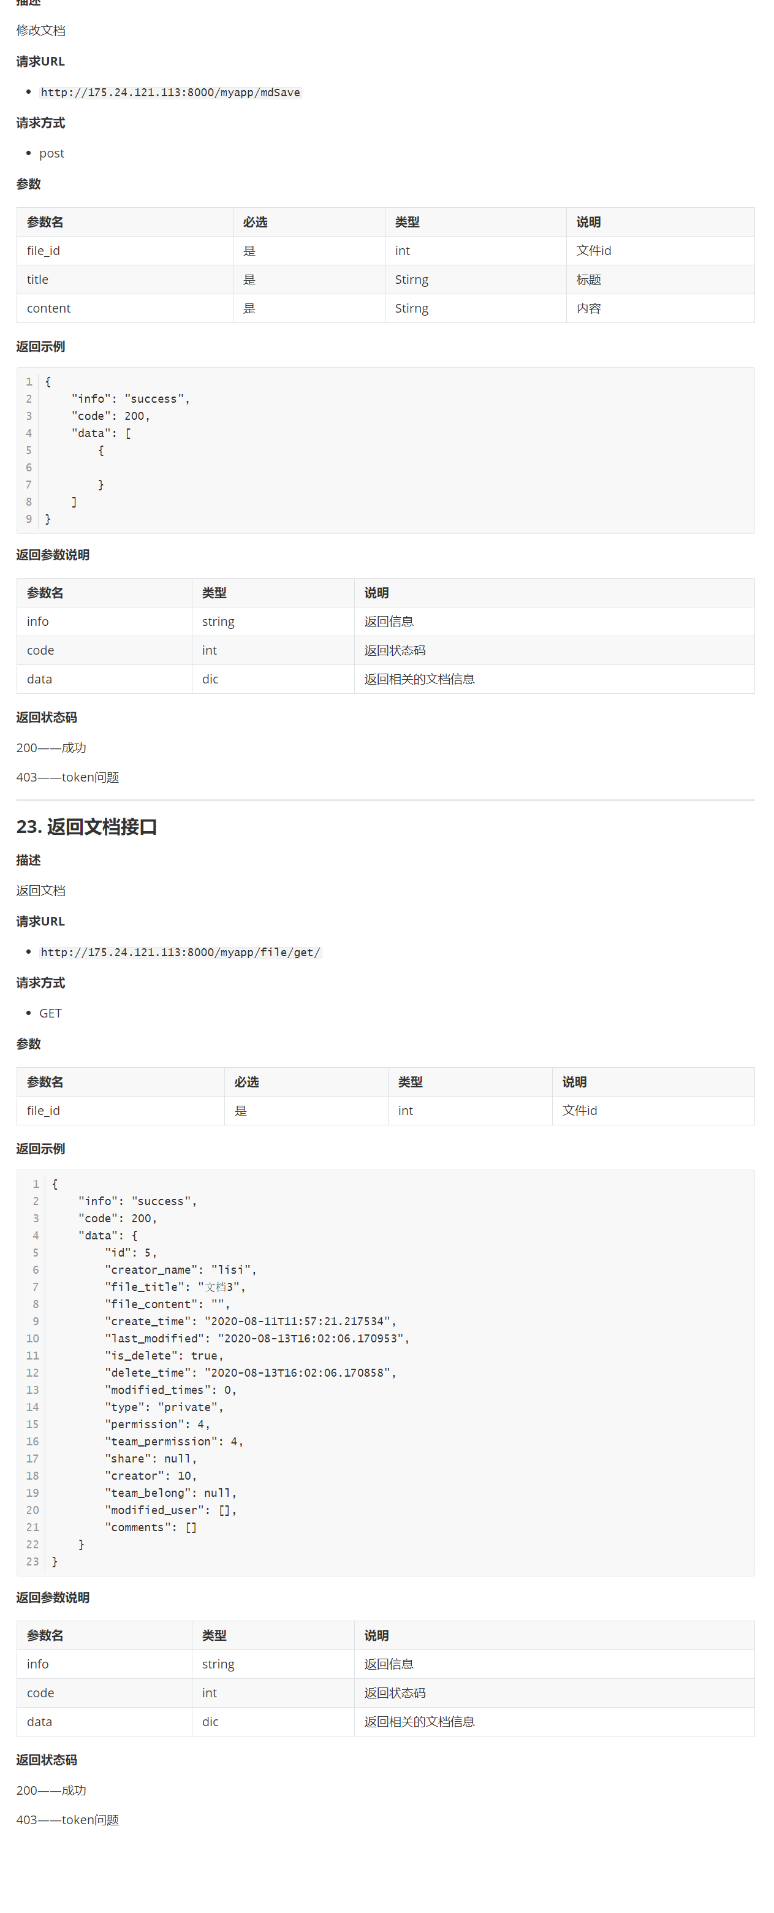 描述
修改文档
请求URL
http://175.24.121.113:8000/myapp/mdSave
请求方式
post
参数
参数名 必选 类型 说明
file_id 是 int 文件id
title 是 Stirng 标题
content 是 Stirng 内容
返回示例
1 {
2 "info": "success",
3 "code": 200,
4 "data": [
5 {
6
7 }
8 ]
9 }
返回参数说明
参数名 类型 说明
info string 返回信息
code int 返回状态码
data dic 返回相关的文档信息
返回状态码
200——成功
403——token问题
23. 返回文档接口
描述
返回文档
请求URL
http://175.24.121.113:8000/myapp/file/get/
请求方式
GET
参数
参数名 必选 类型 说明
file_id 是 int 文件id
返回示例
1 {
2 "info": "success",
3 "code": 200,
4 "data": {
5 "id": 5,
6 "creator_name": "lisi",
7 "file_title": "文档3",
8 "file_content": "",
9 "create_time": "2020-08-11T11:57:21.217534",
10 "last_modified": "2020-08-13T16:02:06.170953",
11 "is_delete": true,
12 "delete_time": "2020-08-13T16:02:06.170858",
13 "modified_times": 0,
14 "type": "private",
15 "permission": 4,
16 "team_permission": 4,
17 "share": null,
18 "creator": 10,
19 "team_belong": null,
20 "modified_user": [],
21 "comments": []
22 }
23 }
返回参数说明
参数名 类型 说明
info string 返回信息
code int 返回状态码
data dic 返回相关的文档信息
返回状态码
200——成功
403——token问题